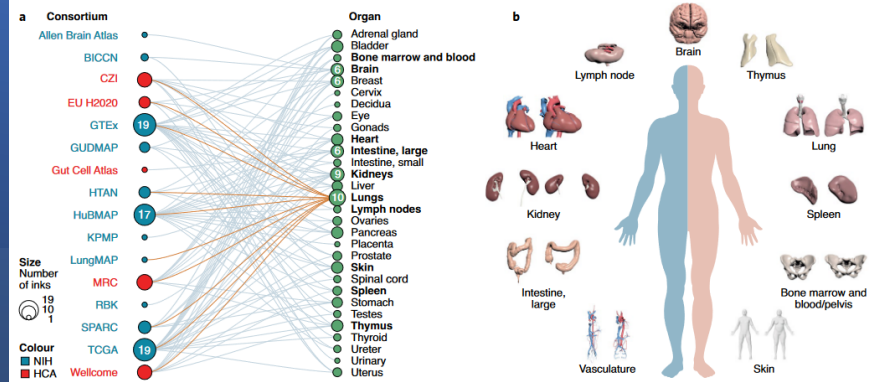 a
Consortium
Allen Brain Atlas
BICCN
CZI
EU H2020
GTEx
19
GUDMAP
Gut Cell Atlas
HTAN
HuBMAP
17
KPMP
LungMAP
MRC
RBK
SPARC
TCGA
19
Wellcome
Size
Number
of inks
19
10
1
Colour
NIH
HCA
Organ
Adrenal gland
Bladder
Bone marrow and blood
6 Brain
6 Breast
Cervix
Decidua
Eye
Gonads
Heart
6 Intestine, large
Intestine, small
9 Kidneys
Liver
10 Lungs
Lymph nodes
Ovaries
Pancreas
Placenta
Prostate
Skin
Spinal cord
Spleen
Stomach
Testes
Thymus
Thyroid
Ureter
Urinary
Uterus
b
Brain
Lymph node
Thymus
Heart
Lung
Kidney
Spleen
Intestine,
large
Bone marrow and
blood/pelvis
Vasculature
Skin